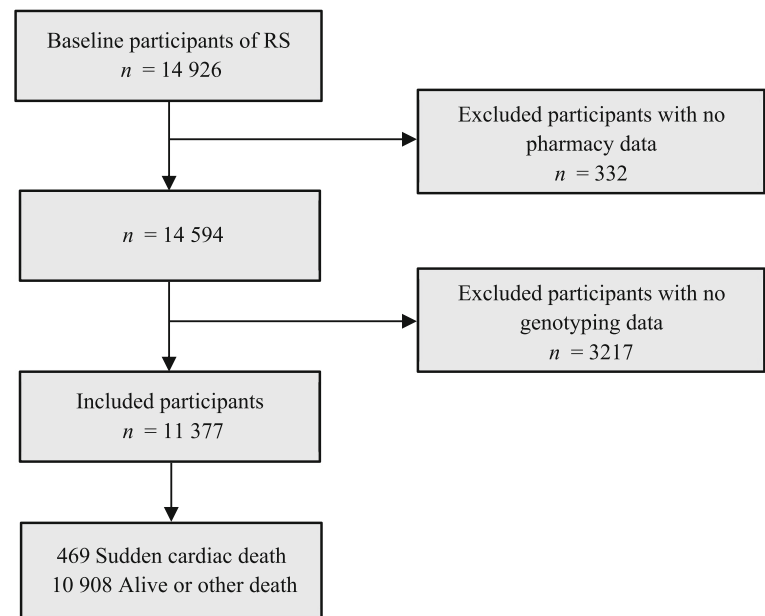 Baseline participants of RS
n = 14 926
Excluded participants with no
pharmacy data
n = 332
n = 14 594
Excluded participants with no
genotyping data
n = 3217
Included participants
n = 11 377
469 Sudden cardiac death
10 908 Alive or other death